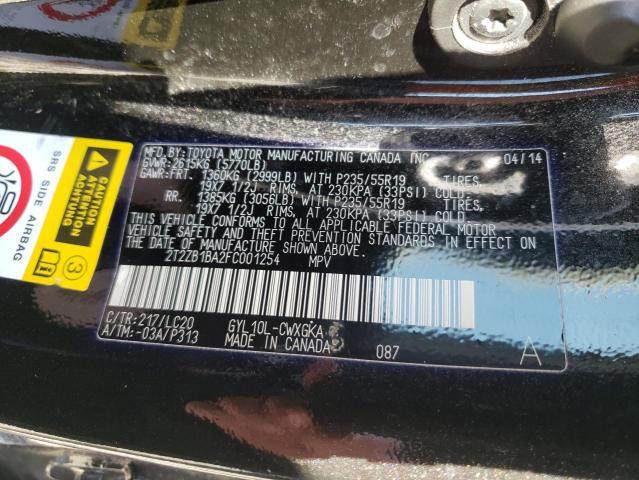 MFD.BY:TOYOTA MOTOR MANUFACTURING CANADA INC. 04/14
GVWR:2615KG (5770LB)
GAWR:FRT. 1360KG (2999LB) WITH P235/55R19 TIRES,
19X7 1/2J RIMS, AT 230KPA (33PSI) COLD
RR. 1385KG (3056LB) WITH P235/55R19 TIRES,
19X7 1/2J RIMS, AT 230KPA (33PSI) COLD
THIS VEHICLE CONFORMS TO ALL APPLICABLE FEDERAL MOTOR
VEHICLE SAFETY AND THEFT PREVENTION STANDARDS IN EFFECT ON
THE DATE OF MANUFACTURE SHOWN ABOVE.
2T2ZB1BA2FC001254 MPV
C/TR:217/LC20 GYL10L-CWXGKA
A/TM:-03A/P313 MADE IN CANADA
087 A
SRS SIDE AIRBAG
CAUTION
ACHTUNG
3